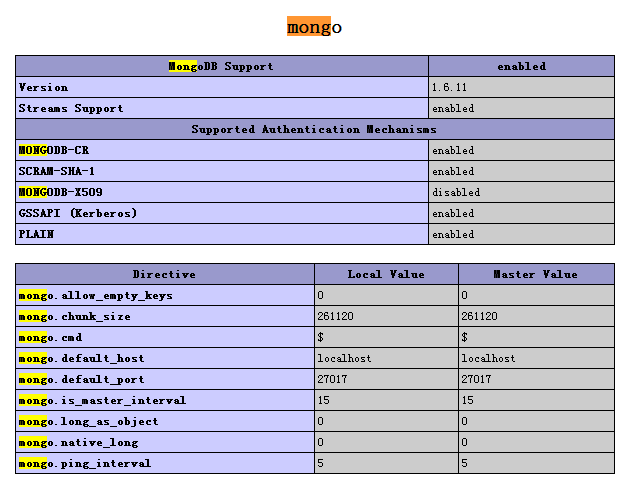 mongo
MongoDB Support enabled
Version 1.6.11
Streams Support enabled
Supported Authentication Mechanisms
MONGODB-CR enabled
SCRAM-SHA-1 enabled
MONGODB-X509 disabled
GSSAPI (Kerberos) enabled
PLAIN enabled
Directive Local Value Master Value
mongo.allow_empty_keys 0 0
mongo.chunk_size 261120 261120
mongo.cmd $ $
mongo.default_host localhost localhost
mongo.default_port 27017 27017
mongo.is_master_interval 15 15
mongo.long_as_object 0 0
mongo.native_long 0 0
mongo.ping_interval 5 5